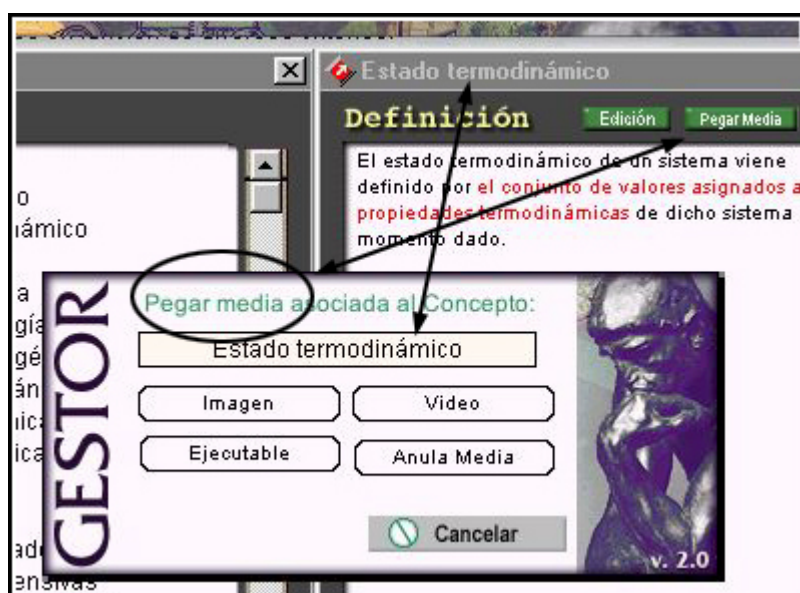 Estado termodinámico
Definición
Edición
Pegar Media
El estado termodinámico de un sistema viene
definido por el conjunto de valores asignados a
propiedades termodinámicas de dicho sistema
momento dado.
o
ámico
a
gía
gé
án
nica
ica
ade
ensivas
GESTOR
Pegar media asociada al Concepto:
Estado termodinámico
Imagen
Video
Ejecutable
Anula Media
Cancelar
v. 2.0